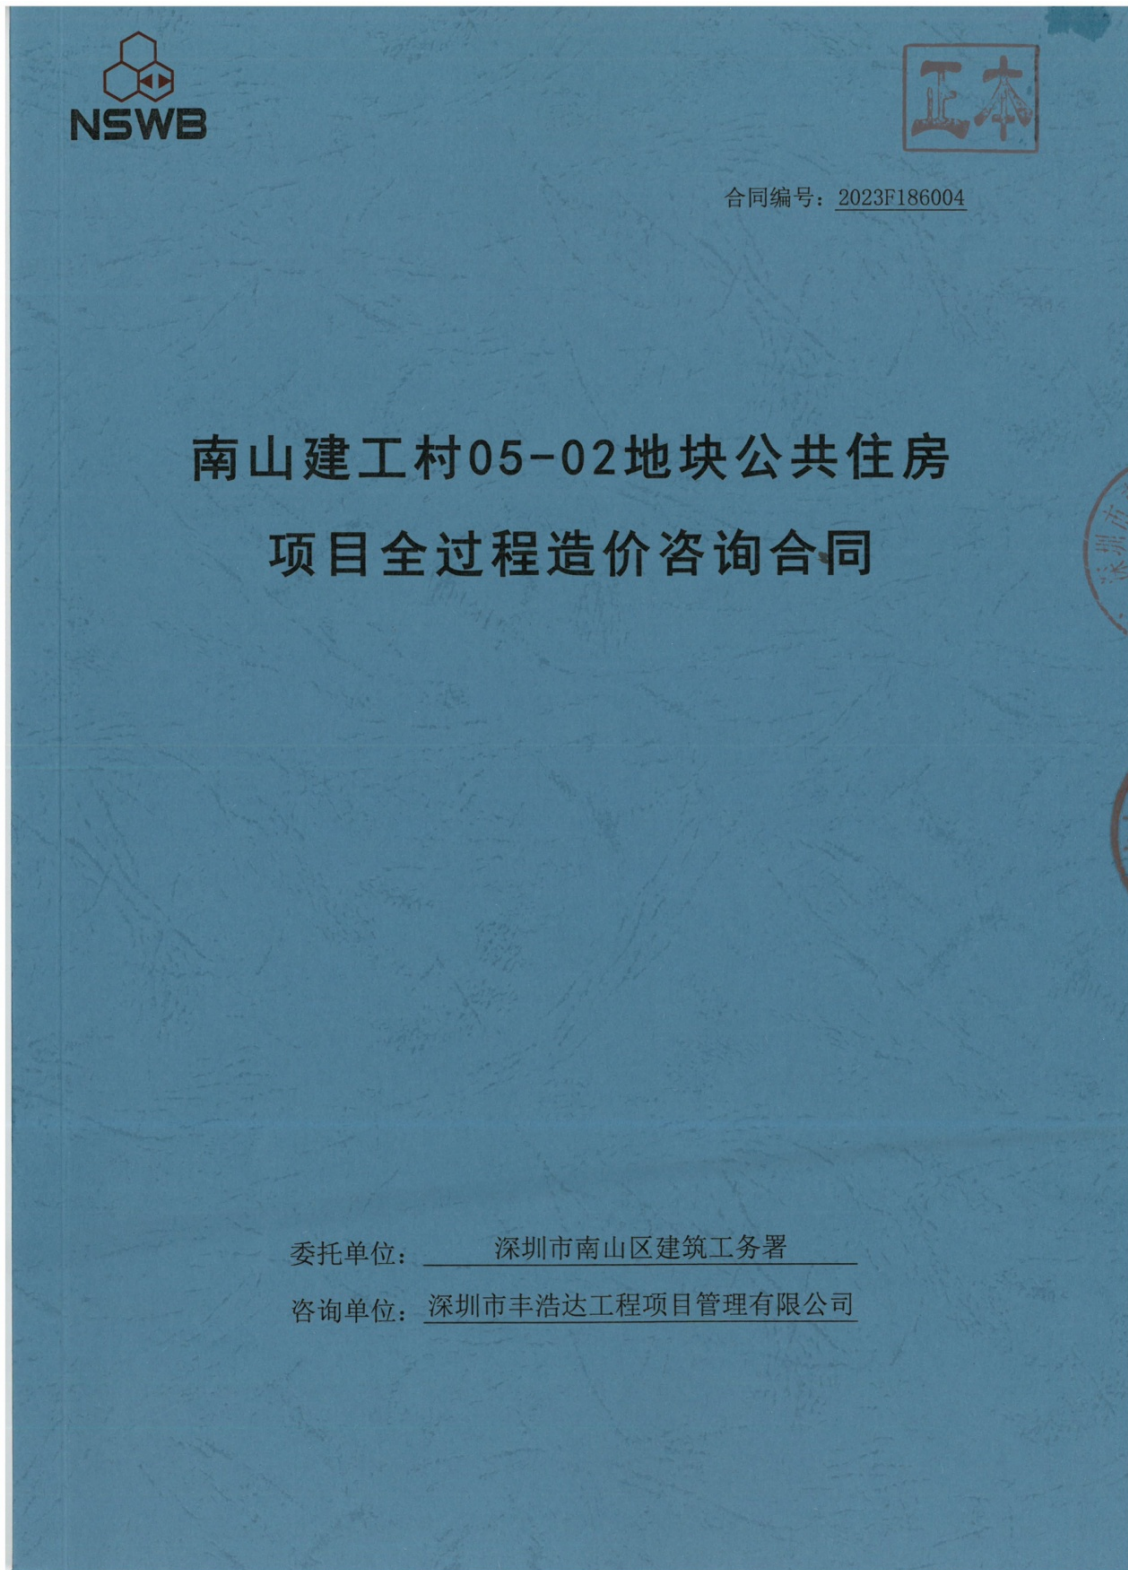 NSWB
正本
合同编号：2023F186004
南山建工村05-02地块公共住房
项目全过程造价咨询合同
深圳市
委托单位：深圳市南山区建筑工务署
咨询单位：深圳市丰浩达工程项目管理有限公司